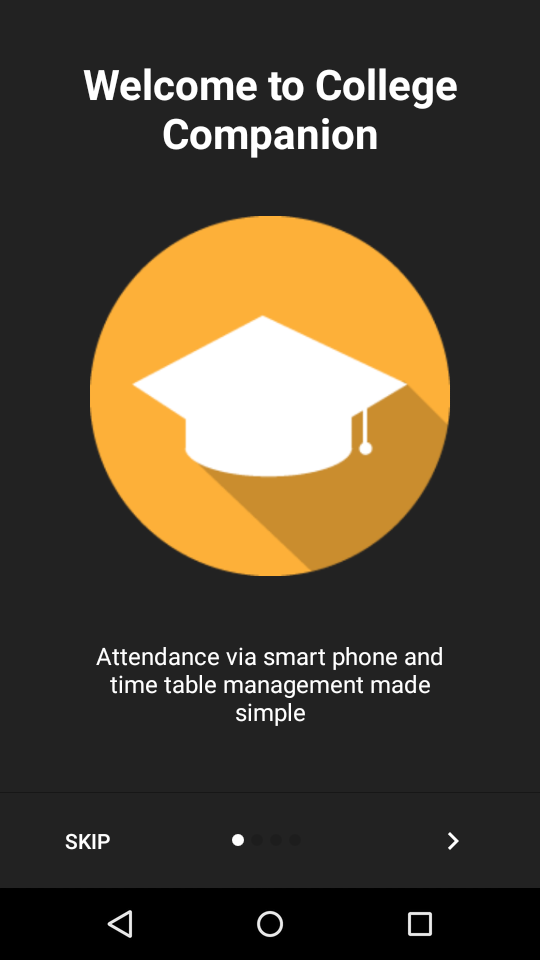 Welcome to College
Companion
Attendance via smart phone and
time table management made
simple
SKIP